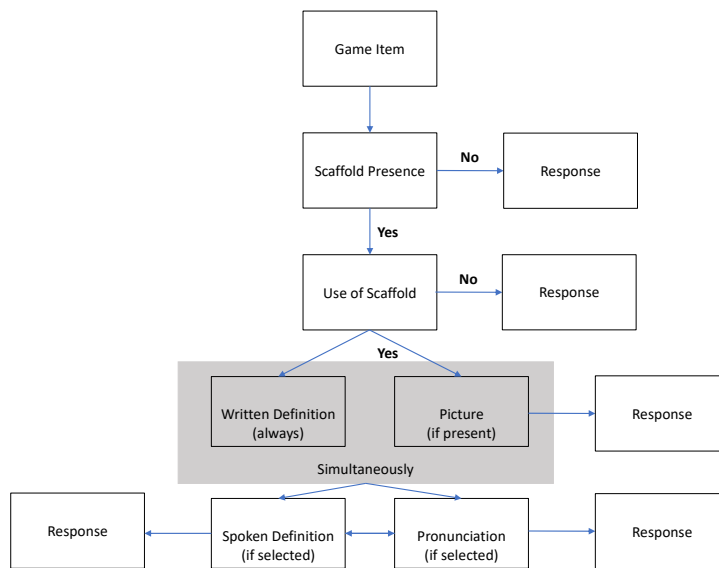 Game Item
Scaffold Presence
No
Response
Yes
Use of Scaffold
No
Response
Yes
Written Definition
(always)
Picture
(if present)
Response
Simultaneously
Response
Spoken Definition
(if selected)
Pronunciation
(if selected)
Response